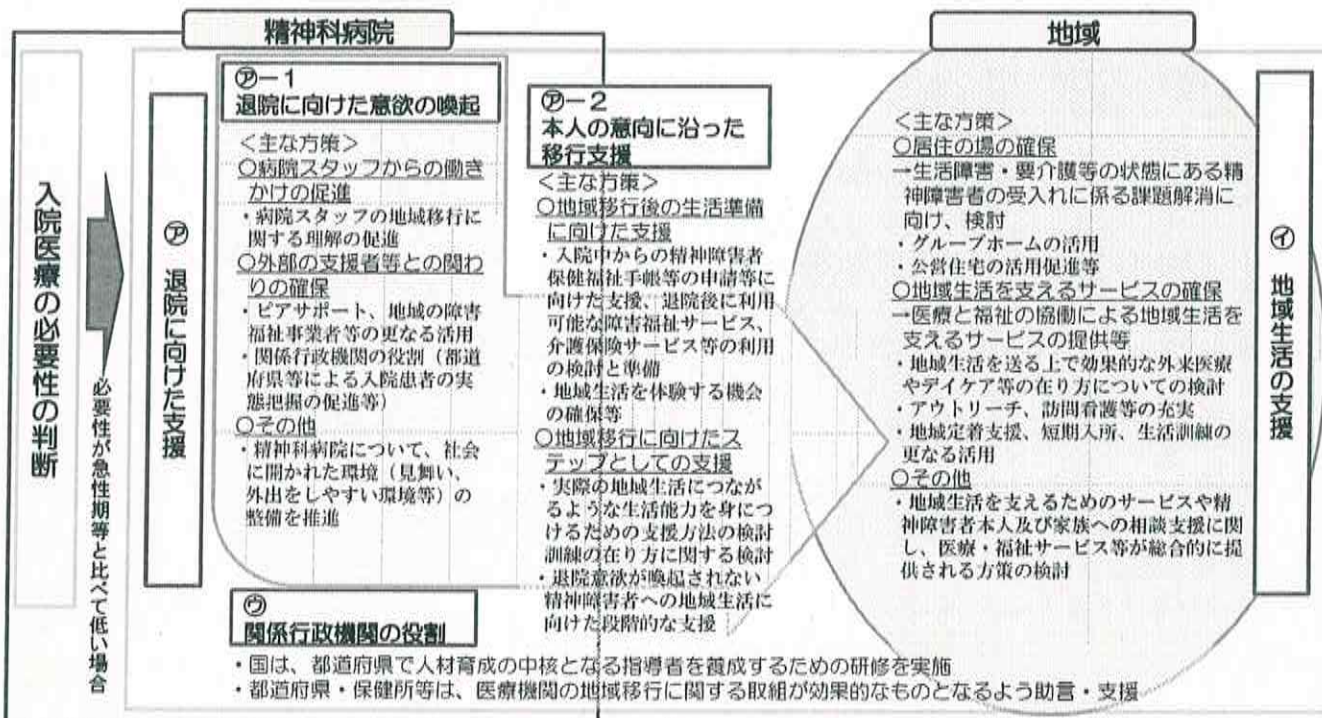 精神科病院
地域
入院医療の必要性の判断
必要性が急性期等と比べて低い場合
㋐ 退院に向けた支援
㋐－1
退院に向けた意欲の喚起
＜主な方策＞
○病院スタッフからの働き
かけの促進
・病院スタッフの地域移行に
関する理解の促進
○外部の支援者等との関わ
りの確保
・ピアサポート、地域の障害
福祉事業者等の更なる活用
・関係行政機関の役割（都道
府県等による入院患者の実
態把握の促進等）
○その他
・精神科病院について、社会
に開かれた環境（見舞い、
外出をしやすい環境等）の
整備を推進
㋐－2
本人の意向に沿った
移行支援
＜主な方策＞
○地域移行後の生活準備
に向けた支援
・入院中からの精神障害者
保健福祉手帳等の申請等に
向けた支援、退院後に利用
可能な障害福祉サービス、
介護保険サービス等の利用
の検討と準備
・地域生活を体験する機会
の確保等
○地域移行に向けたス
テップとしての支援
・実際の地域生活につなが
るような生活能力を身につ
けるための支援方法の検討
訓練の在り方に関する検討
・退院意欲が喚起されない
精神障害者への地域生活に
向けた段階的な支援
＜主な方策＞
○居住の場の確保
→生活障害・要介護等の状態にある精
神障害者の受入れに係る課題解消に
向け、検討
・グループホームの活用
・公営住宅の活用促進等
○地域生活を支えるサービスの確保
→医療と福祉の協働による地域生活を
支えるサービスの提供等
・地域生活を送る上で効果的な外来医療
やデイケア等の在り方についての検討
・アウトリーチ、訪問看護等の充実
・地域定着支援、短期入所、生活訓練の
更なる活用
○その他
・地域生活を支えるためのサービスや精
神障害者本人及び家族への相談支援に関
し、医療・福祉サービス等が総合的に提
供される方策の検討
㋑ 地域生活の支援
㋒
関係行政機関の役割
・国は、都道府県で人材育成の中核となる指導者を養成するための研修を実施
・都道府県・保健所等は、医療機関の地域移行に関する取組が効果的なものとなるよう助言・支援